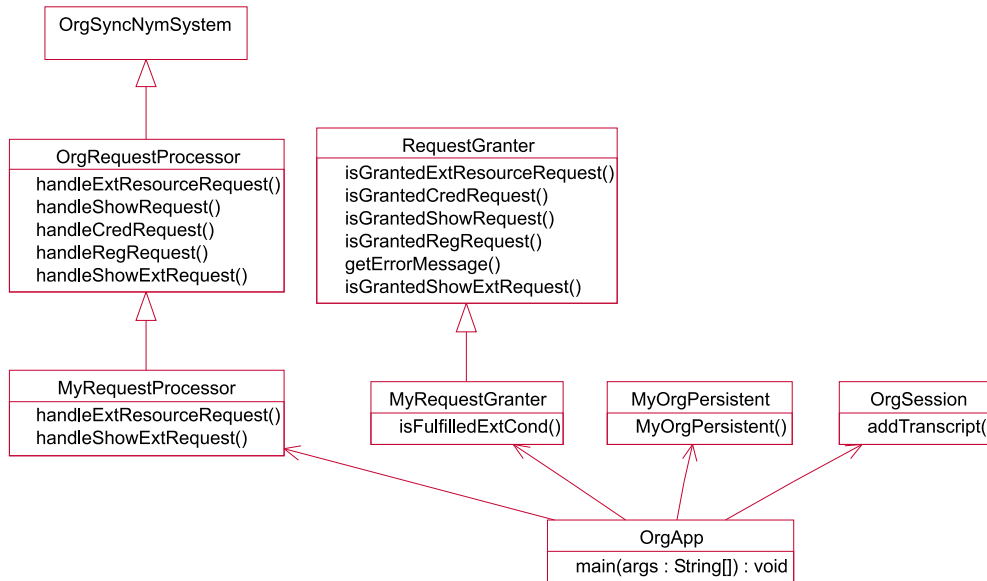 OrgSyncNymSystem
OrgRequestProcessor
handleExtResourceRequest()
handleShowRequest()
handleCredRequest()
handleRegRequest()
handleShowExtRequest()
RequestGranter
isGrantedExtResourceRequest()
isGrantedCredRequest()
isGrantedShowRequest()
isGrantedRegRequest()
getErrorMessage()
isGrantedShowExtRequest()
MyRequestProcessor
handleExtResourceRequest()
handleShowExtRequest()
MyRequestGranter
isFulfilledExtCond()
MyOrgPersistent
MyOrgPersistent()
OrgSession
addTranscript(
OrgApp
main(args : String[]) : void